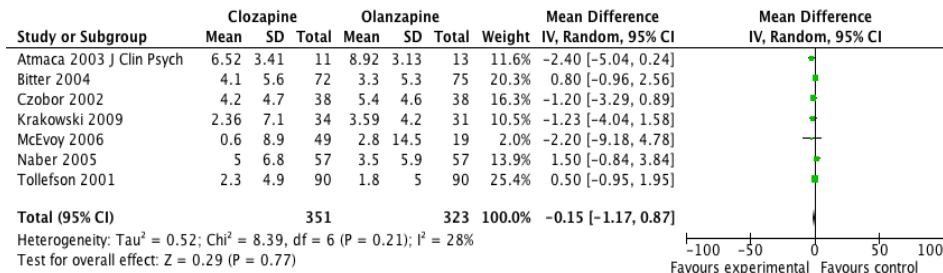 Clozapine Olanzapine Mean Difference Mean Difference
Study or Subgroup Mean SD Total Mean SD Total Weight IV, Random, 95% CI IV, Random, 95% CI
Atmaca 2003 J Clin Psych 6.52 3.41 11 8.92 3.13 13 11.6% −2.40 [−5.04, 0.24]
Bitter 2004 4.1 5.6 72 3.3 5.3 75 20.3% 0.80 [−0.96, 2.56]
Czobor 2002 4.2 4.7 38 5.4 4.6 38 16.3% −1.20 [−3.29, 0.89]
Krakowski 2009 2.36 7.1 34 3.59 4.2 31 10.5% −1.23 [−4.04, 1.58]
McEvoy 2006 0.6 8.9 49 2.8 14.5 19 2.0% −2.20 [−9.18, 4.78]
Naber 2005 5 6.8 57 3.5 5.9 57 13.9% 1.50 [−0.84, 3.84]
Tollefson 2001 2.3 4.9 90 1.8 5 90 25.4% 0.50 [−0.95, 1.95]
Total (95% CI) 351 323 100.0% −0.15 [−1.17, 0.87]
Heterogeneity: Tau² = 0.52; Chi² = 8.39, df = 6 (P = 0.21); I² = 28%
Test for overall effect: Z = 0.29 (P = 0.77)
−100 −50 0 50 100
Favours experimental Favours control